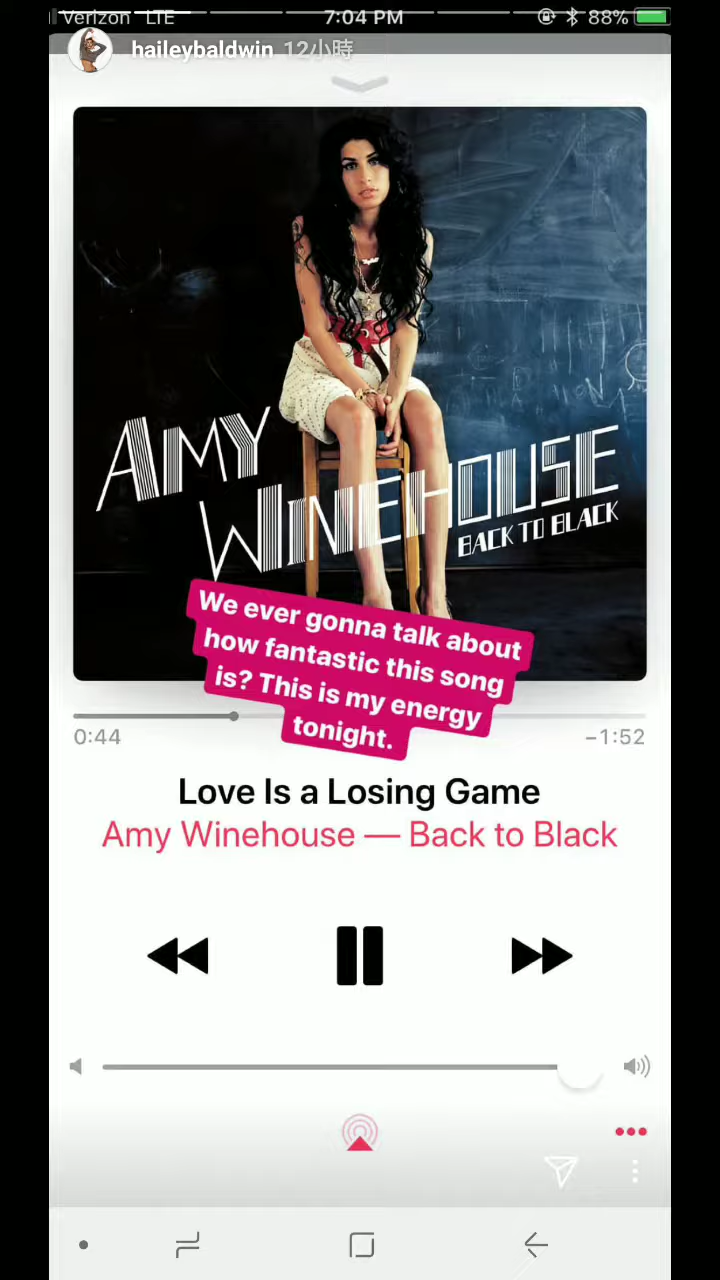 Verizon LTE 7:04 PM 88%
haileybaldwin 12小時
AMY
WINEHOUSE
BACK TO BLACK
We ever gonna talk about
how fantastic this song
is? This is my energy
tonight.
0:44 −1:52
Love Is a Losing Game
Amy Winehouse — Back to Black